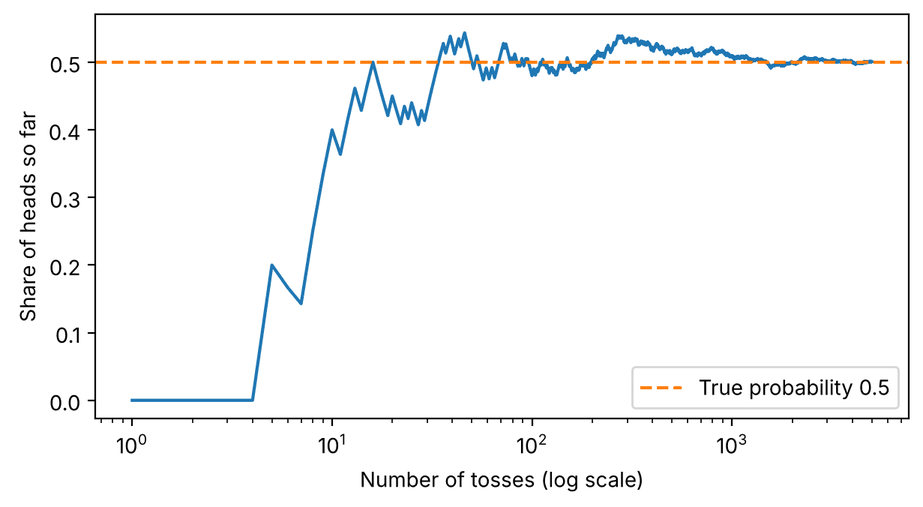 Share of heads so far
0.5
0.4
0.3
0.2
0.1
0.0
True probability 0.5
10⁰ 10¹ 10² 10³
Number of tosses (log scale)